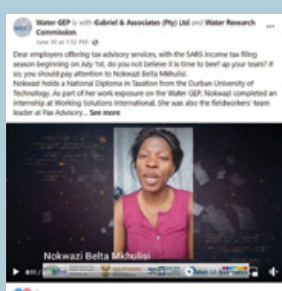 Water GEP is with Gabriel & Associates (Pty) Ltd and Water Research
Commission
June 30 at 1:52 PM
Dear employers offering tax advisory services, with the SARS income tax filing
season beginning on July 1st, do you not believe it is time to beef up your team? If
so, you should pay attention to Nokwazi Belta Mkhulisi.
Nokwazi holds a National Diploma in Taxation from the Durban University of
Technology. As part of her work exposure on the Water GEP, Nokwazi completed an
internship at Working Solutions International. She was also the fieldworkers' team
leader at Pas Advisory... See more
Nokwazi Belta Mkhulisi
0:11 /